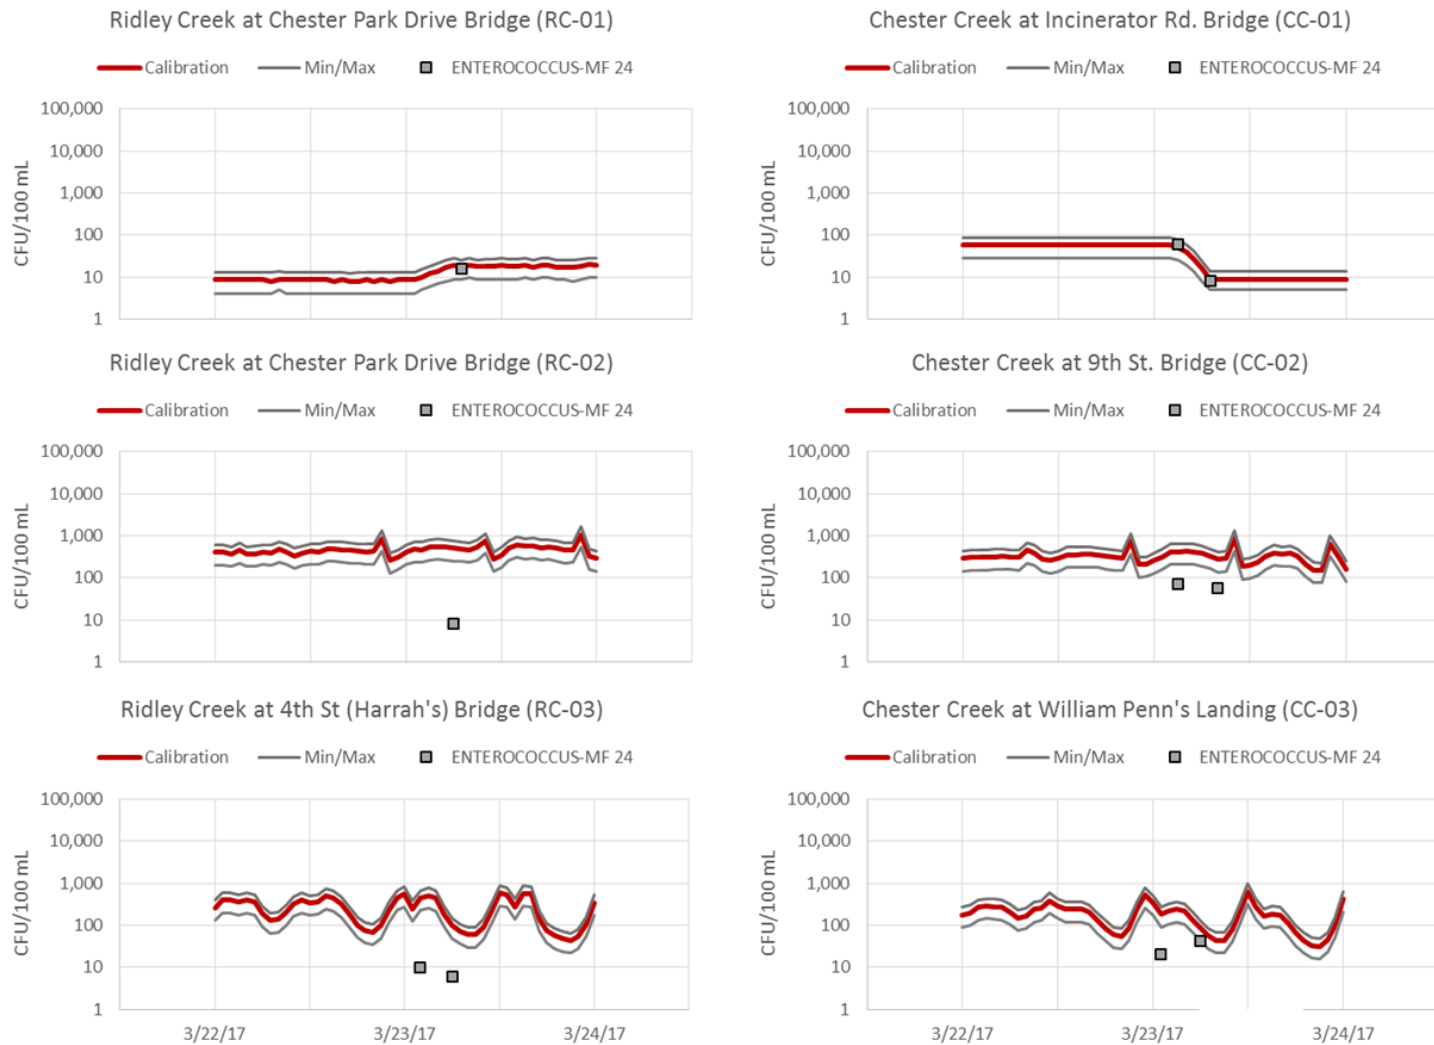 Ridley Creek at Chester Park Drive Bridge (RC-01)
Calibration Min/Max ENTEROCOCCUS-MF 24
100,000
10,000
1,000
100
10
1
CFU/100 mL
Chester Creek at Incinerator Rd. Bridge (CC-01)
Calibration Min/Max ENTEROCOCCUS-MF 24
100,000
10,000
1,000
100
10
1
CFU/100 mL
Ridley Creek at Chester Park Drive Bridge (RC-02)
Calibration Min/Max ENTEROCOCCUS-MF 24
100,000
10,000
1,000
100
10
1
CFU/100 mL
Chester Creek at 9th St. Bridge (CC-02)
Calibration Min/Max ENTEROCOCCUS-MF 24
100,000
10,000
1,000
100
10
1
CFU/100 mL
Ridley Creek at 4th St (Harrah's) Bridge (RC-03)
Calibration Min/Max ENTEROCOCCUS-MF 24
100,000
10,000
1,000
100
10
1
CFU/100 mL
3/22/17 3/23/17 3/24/17
Chester Creek at William Penn's Landing (CC-03)
Calibration Min/Max ENTEROCOCCUS-MF 24
100,000
10,000
1,000
100
10
1
CFU/100 mL
3/22/17 3/23/17 3/24/17